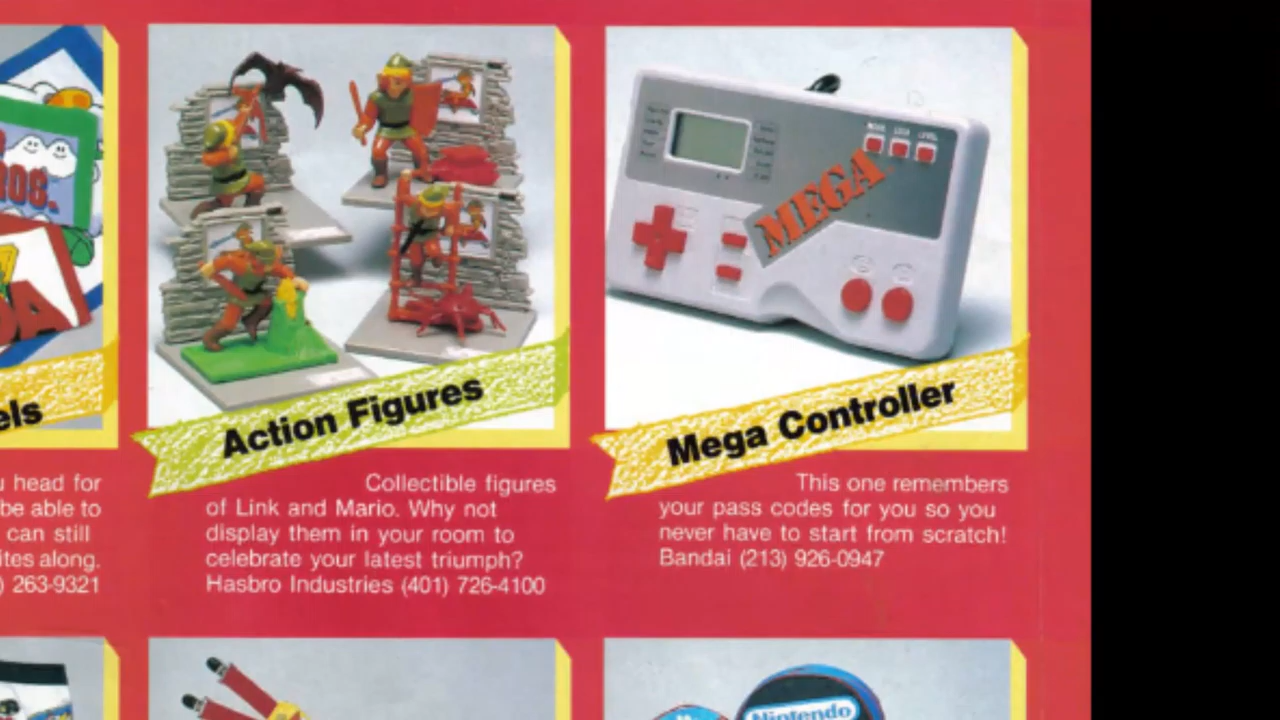 ROS.
els
u head for
be able to
can still
ites along.
) 263-9321
Action Figures
Collectible figures
of Link and Mario. Why not
display them in your room to
celebrate your latest triumph?
Hasbro Industries (401) 726-4100
MEGA
Mega Controller
This one remembers
your pass codes for you so you
never have to start from scratch!
Bandai (213) 926-0947
Nintendo